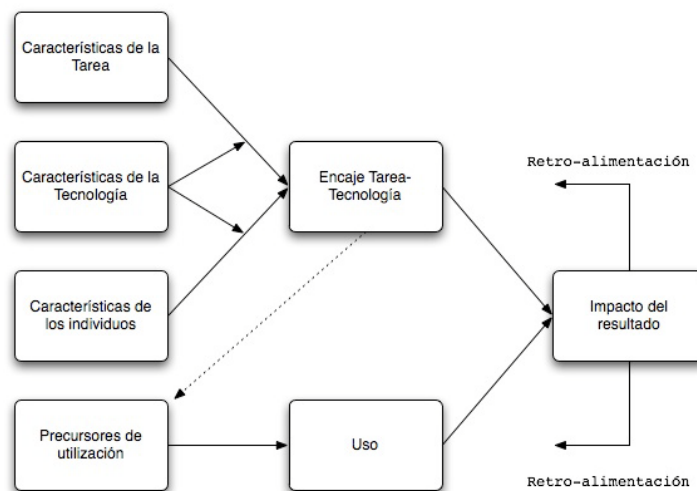 Características de la
Tarea
Características de la
Tecnología
Encaje Tarea-
Tecnología
Retro-alimentación
Características de
los individuos
Impacto del
resultado
Precursores de
utilización
Uso
Retro-alimentación